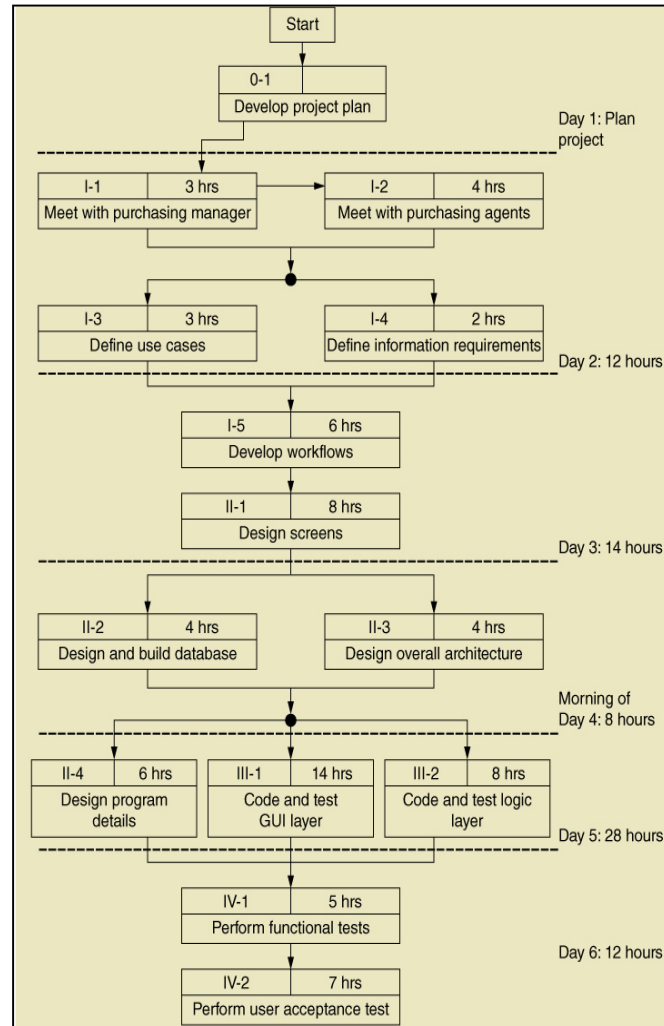 Start
0-1
Develop project plan
Day 1: Plan
project
I-1 3 hrs
Meet with purchasing manager
I-2 4 hrs
Meet with purchasing agents
I-3 3 hrs
Define use cases
I-4 2 hrs
Define information requirements
Day 2: 12 hours
I-5 6 hrs
Develop workflows
II-1 8 hrs
Design screens
Day 3: 14 hours
II-2 4 hrs
Design and build database
II-3 4 hrs
Design overall architecture
Morning of
Day 4: 8 hours
II-4 6 hrs
Design program
details
III-1 14 hrs
Code and test
GUI layer
III-2 8 hrs
Code and test logic
layer
Day 5: 28 hours
IV-1 5 hrs
Perform functional tests
Day 6: 12 hours
IV-2 7 hrs
Perform user acceptance test